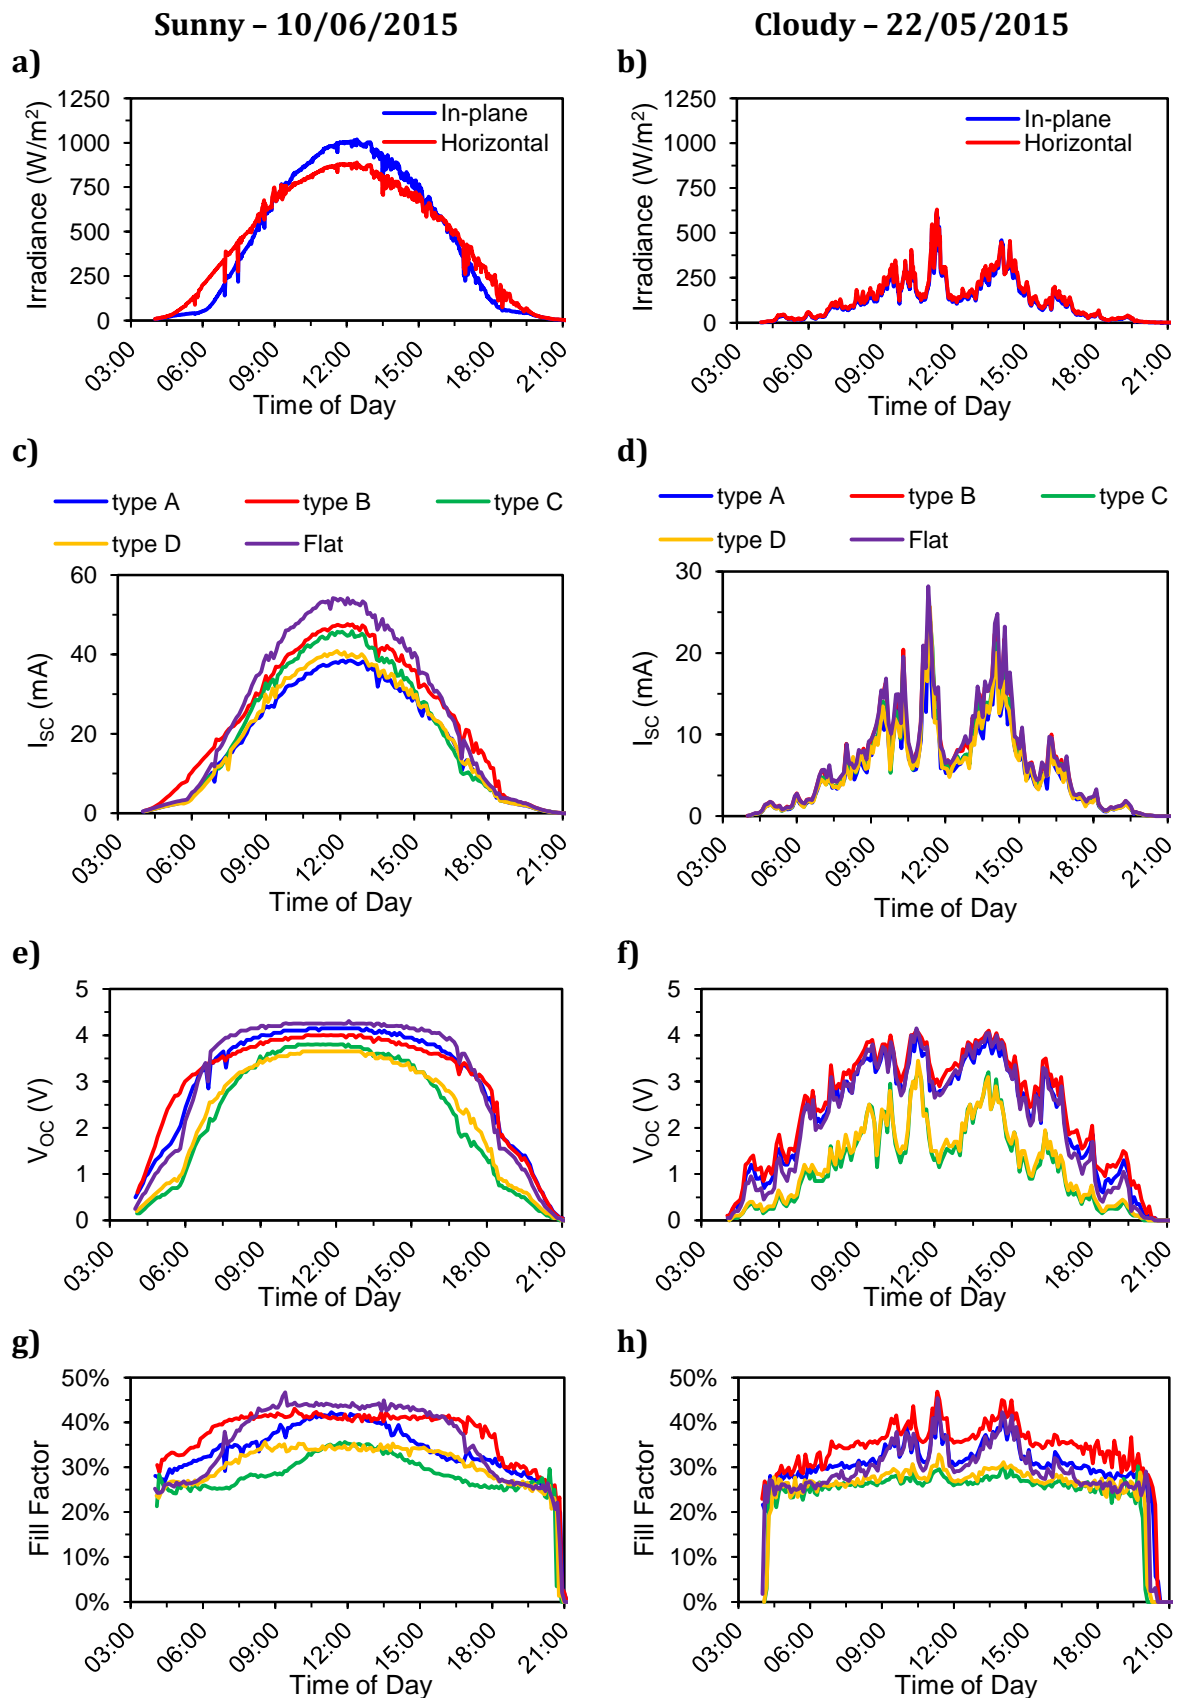 Sunny – 10/06/2015
Cloudy – 22/05/2015
a)
Irradiance (W/m²)
1250
1000
750
500
250
0
In-plane
Horizontal
03:00 06:00 09:00 12:00 15:00 18:00 21:00
Time of Day
b)
Irradiance (W/m²)
1250
1000
750
500
250
0
In-plane
Horizontal
03:00 06:00 09:00 12:00 15:00 18:00 21:00
Time of Day
c)
type A type B type C
type D Flat
I_SC (mA)
60
40
20
0
03:00 06:00 09:00 12:00 15:00 18:00 21:00
Time of Day
d)
type A type B type C
type D Flat
I_SC (mA)
30
20
10
0
03:00 06:00 09:00 12:00 15:00 18:00 21:00
Time of Day
e)
V_OC (V)
5
4
3
2
1
0
03:00 06:00 09:00 12:00 15:00 18:00 21:00
Time of Day
f)
V_OC (V)
5
4
3
2
1
0
03:00 06:00 09:00 12:00 15:00 18:00 21:00
Time of Day
g)
Fill Factor
50%
40%
30%
20%
10%
0%
03:00 06:00 09:00 12:00 15:00 18:00 21:00
Time of Day
h)
Fill Factor
50%
40%
30%
20%
10%
0%
03:00 06:00 09:00 12:00 15:00 18:00 21:00
Time of Day